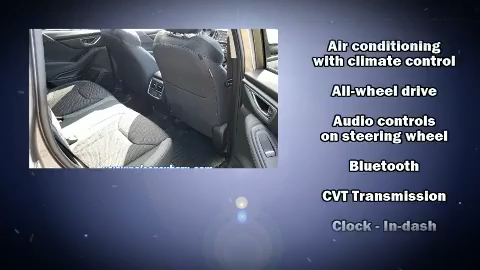 Air conditioning
with climate control
All-wheel drive
Audio controls
on steering wheel
Bluetooth
CVT Transmission
Clock - In-dash